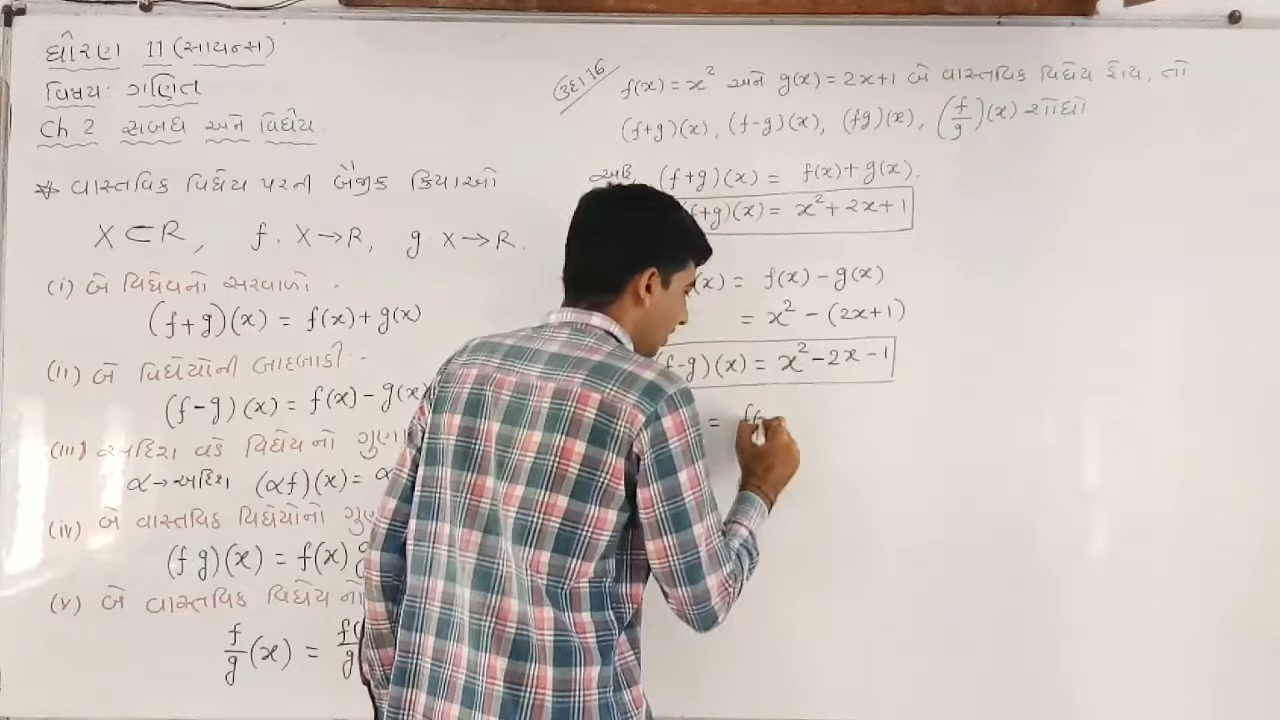 ધોરણ 11 (સાયન્સ)
વિષય: ગણિત
Ch 2 સંબંધ અને વિધેય
* વાસ્તવિક વિધેય પરની બૈજીક ક્રિયાઓ
X ⊂ R, f: X → R, g: X → R.
(i) બે વિધેયનો સરવાળો :-
(f+g)(x) = f(x) + g(x)
(ii) બે વિધેયોની બાદબાકી :-
(f-g)(x) = f(x) - g(x)
(iii) અદિશ વડે વિધેયનો
α → અદિશ (αf)(x) = α
(iv) બે વાસ્તવિક વિધેયોનો
(fg)(x) = f(x)
(v) બે વાસ્તવિક વિધેયનો
f/g (x) =
ઉદા 16 f(x) = x² અને g(x) = 2x+1 બે વાસ્તવિક વિધેય હોય, તો
(f+g)(x), (f-g)(x), (fg)(x), (f/g)(x) શોધો
અહિં, (f+g)(x) = f(x) + g(x).
f+g)(x) = x² + 2x + 1
(x) = f(x) - g(x)
= x² - (2x+1)
f-g)(x) = x² - 2x - 1
=